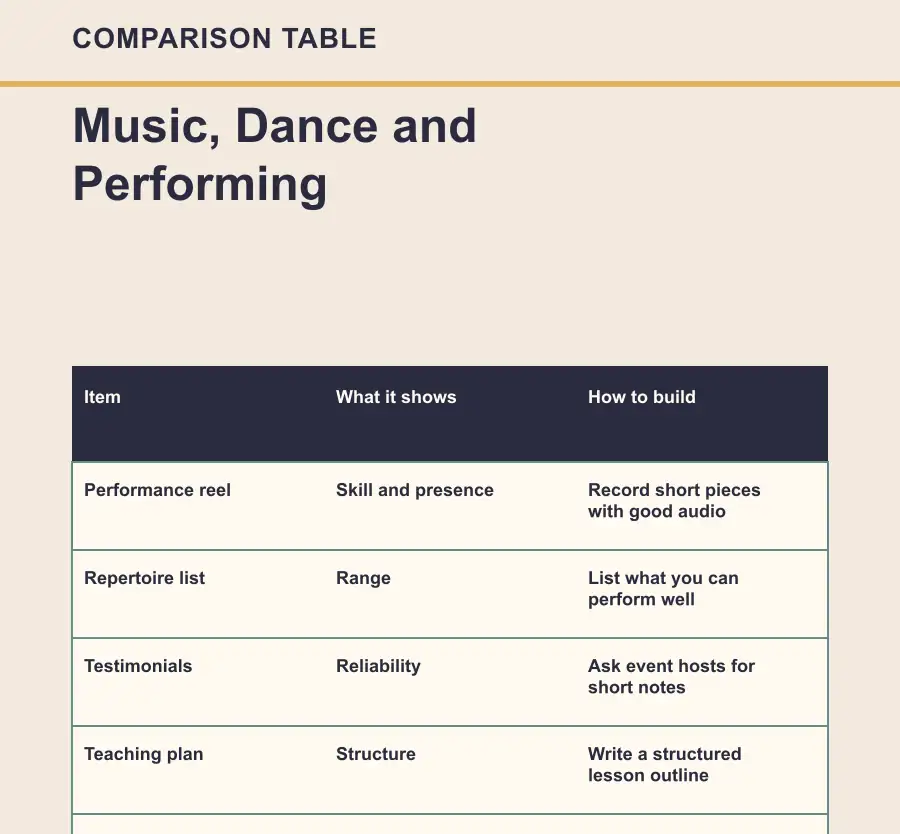 COMPARISON TABLE
Music, Dance and
Performing
Item What it shows How to build
Performance reel Skill and presence Record short pieces
with good audio
Repertoire list Range List what you can
perform well
Testimonials Reliability Ask event hosts for
short notes
Teaching plan Structure Write a structured
lesson outline